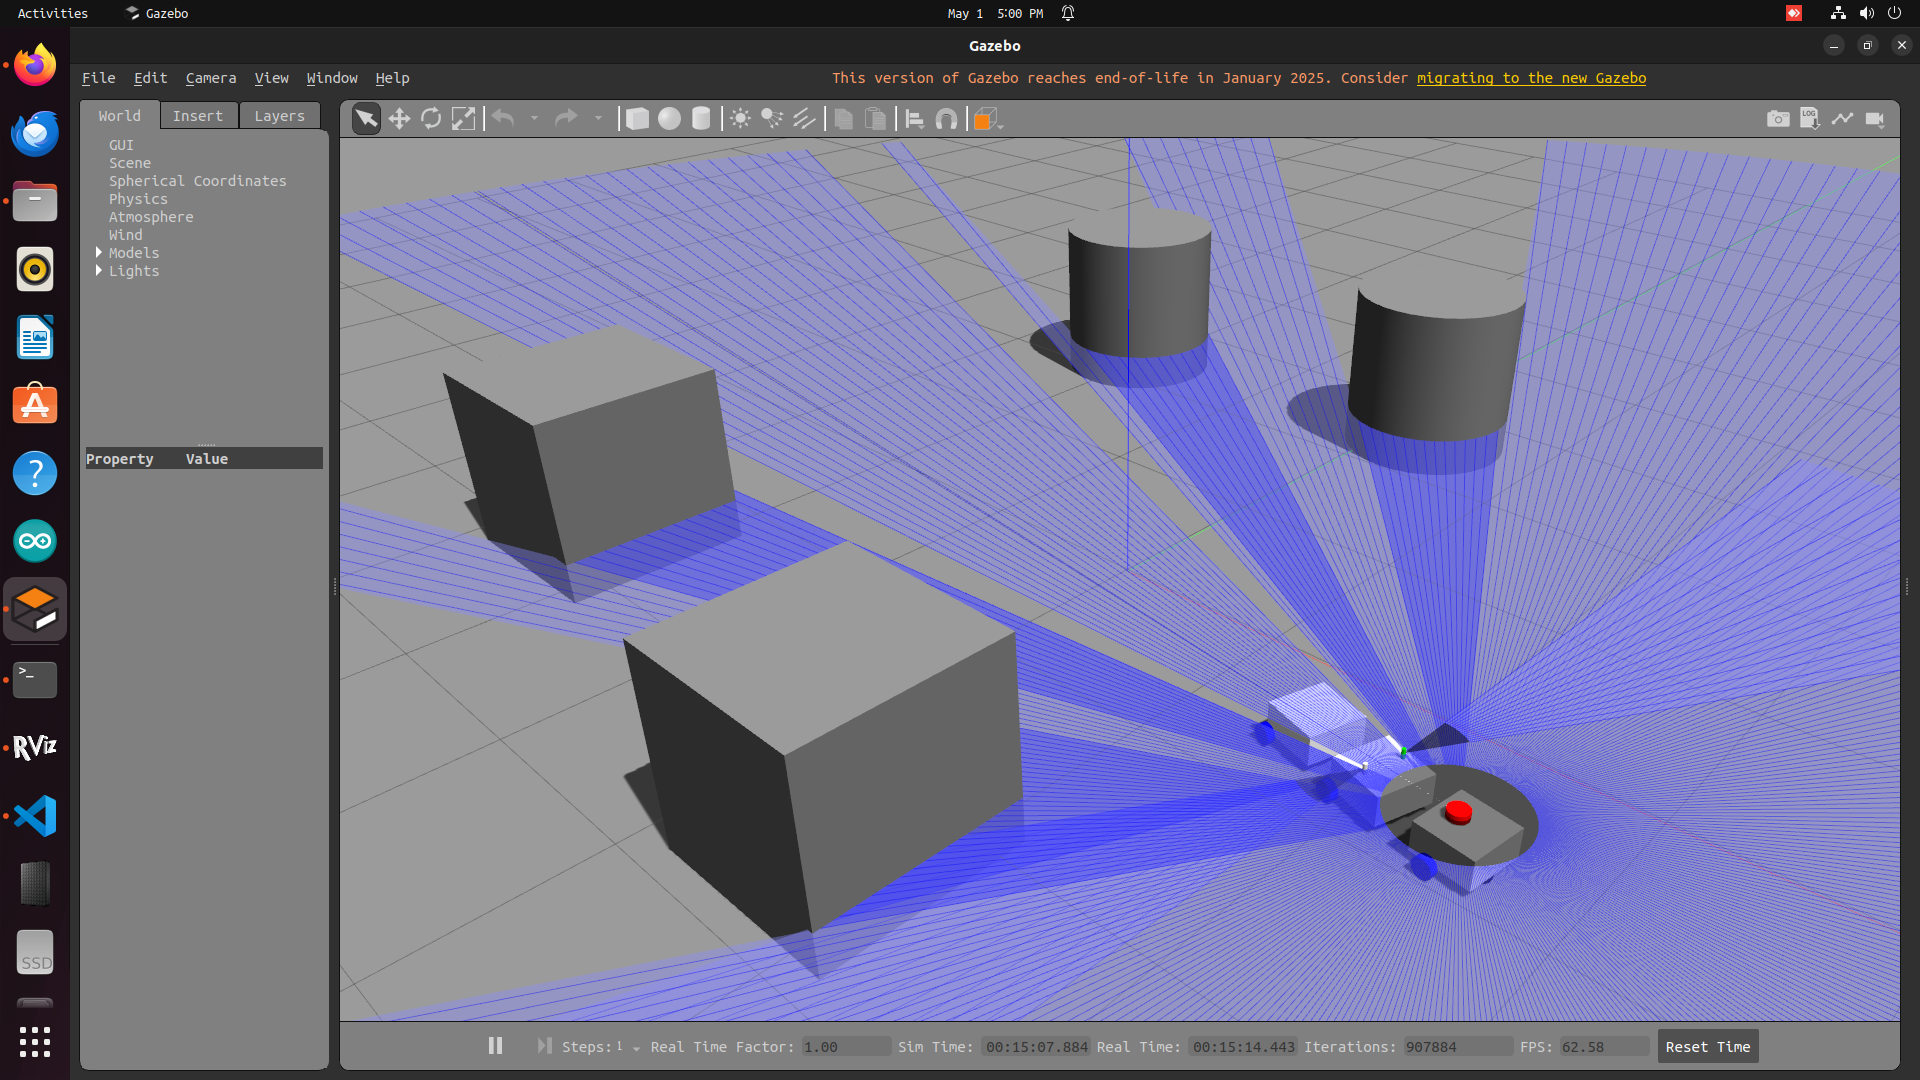 Activities Gazebo May 1 5:00 PM
Gazebo
File Edit Camera View Window Help This version of Gazebo reaches end-of-life in January 2025. Consider migrating to the new Gazebo
World Insert Layers
LOG
GUI
Scene
Spherical Coordinates
Physics
Atmosphere
Wind
Models
Lights
Property Value
?
>_
RViz
SSD
Steps: 1 Real Time Factor: 1.00 Sim Time: 00:15:07.884 Real Time: 00:15:14.443 Iterations: 907884 FPS: 62.58 Reset Time